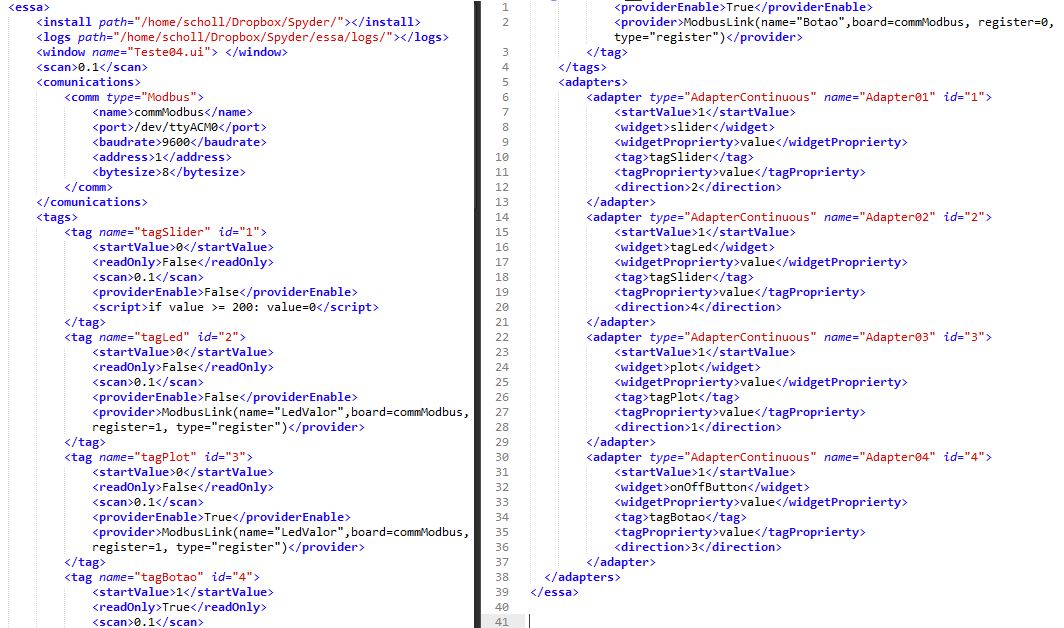 <essa>
<install path="/home/scholl/Dropbox/Spyder/"></install>
<logs path="/home/scholl/Dropbox/Spyder/essa/logs/"></logs>
<window name="Teste04.ui"> </window>
<scan>0.1</scan>
<comunications>
<comm type="Modbus">
<name>commModbus</name>
<port>/dev/ttyACM0</port>
<baudrate>9600</baudrate>
<address>1</address>
<bytesize>8</bytesize>
</comm>
</comunications>
<tags>
<tag name="tagSlider" id="1">
<startValue>0</startValue>
<readOnly>False</readOnly>
<scan>0.1</scan>
<providerEnable>False</providerEnable>
<script>if value >= 200: value=0</script>
</tag>
<tag name="tagLed" id="2">
<startValue>0</startValue>
<readOnly>False</readOnly>
<scan>0.1</scan>
<providerEnable>False</providerEnable>
<provider>ModbusLink(name="LedValor",board=commModbus,
register=1, type="register")</provider>
</tag>
<tag name="tagPlot" id="3">
<startValue>0</startValue>
<readOnly>False</readOnly>
<scan>0.1</scan>
<providerEnable>True</providerEnable>
<provider>ModbusLink(name="LedValor",board=commModbus,
register=1, type="register")</provider>
</tag>
<tag name="tagBotao" id="4">
<startValue>1</startValue>
<readOnly>True</readOnly>
<scan>0.1</scan>
1 <providerEnable>True</providerEnable>
2 <provider>ModbusLink(name="Botao",board=commModbus, register=0,
type="register")</provider>
3 </tag>
4 </tags>
5 <adapters>
6 <adapter type="AdapterContinuous" name="Adapter01" id="1">
7 <startValue>1</startValue>
8 <widget>slider</widget>
9 <widgetProprierty>value</widgetProprierty>
10 <tag>tagSlider</tag>
11 <tagProprierty>value</tagProprierty>
12 <direction>2</direction>
13 </adapter>
14 <adapter type="AdapterContinuous" name="Adapter02" id="2">
15 <startValue>1</startValue>
16 <widget>tagLed</widget>
17 <widgetProprierty>value</widgetProprierty>
18 <tag>tagSlider</tag>
19 <tagProprierty>value</tagProprierty>
20 <direction>4</direction>
21 </adapter>
22 <adapter type="AdapterContinuous" name="Adapter03" id="3">
23 <startValue>1</startValue>
24 <widget>plot</widget>
25 <widgetProprierty>value</widgetProprierty>
26 <tag>tagPlot</tag>
27 <tagProprierty>value</tagProprierty>
28 <direction>1</direction>
29 </adapter>
30 <adapter type="AdapterContinuous" name="Adapter04" id="4">
31 <startValue>1</startValue>
32 <widget>onOffButton</widget>
33 <widgetProprierty>value</widgetProprierty>
34 <tag>tagBotao</tag>
35 <tagProprierty>value</tagProprierty>
36 <direction>3</direction>
37 </adapter>
38 </adapters>
39 </essa>
40
41